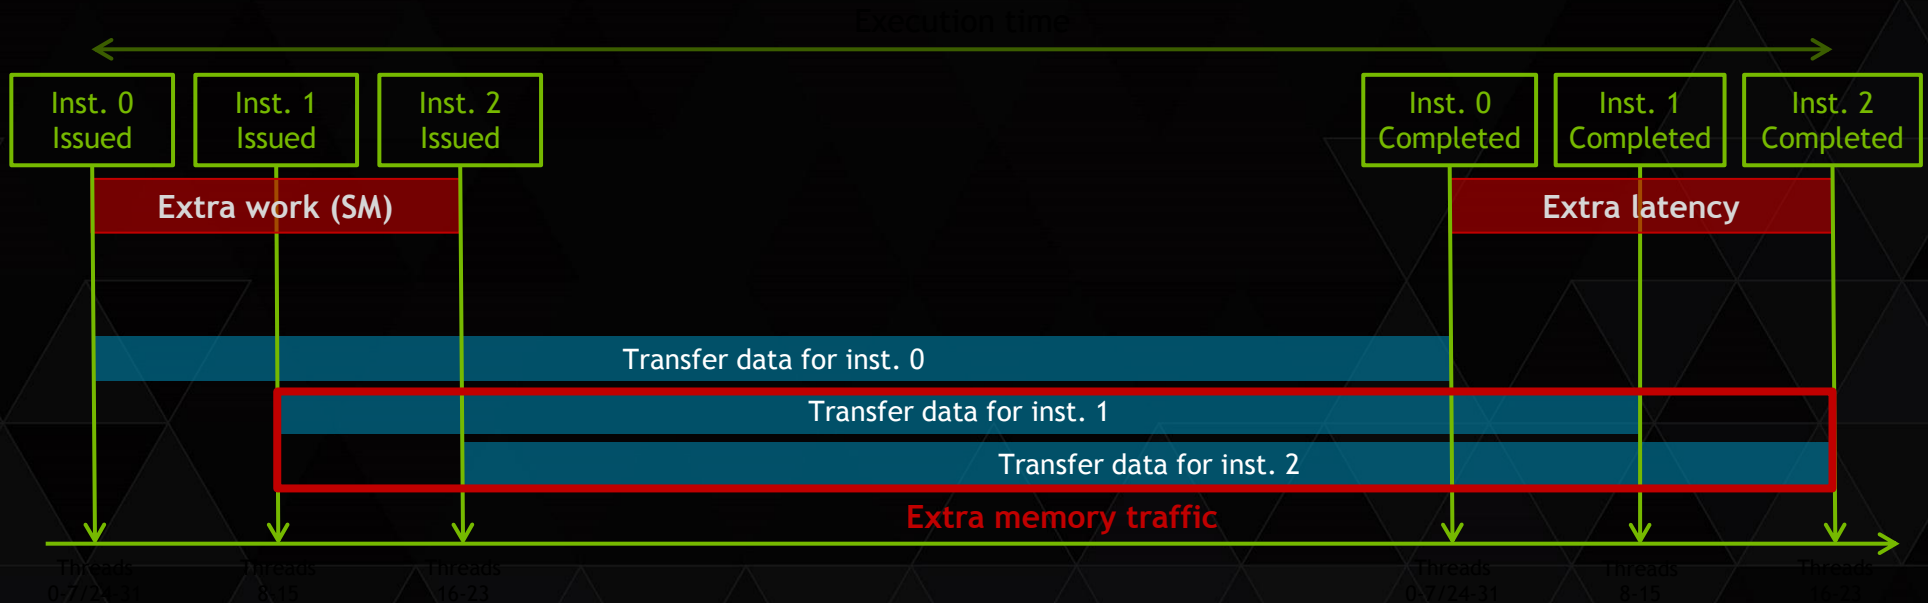 Execution time
Inst. 0
Issued
Inst. 1
Issued
Inst. 2
Issued
Inst. 0
Completed
Inst. 1
Completed
Inst. 2
Completed
Extra work (SM)
Extra latency
Transfer data for inst. 0
Transfer data for inst. 1
Transfer data for inst. 2
Extra memory traffic
Threads
0-7/24-31
Threads
8-15
Threads
16-23
Threads
0-7/24-31
Threads
8-15
Threads
16-23